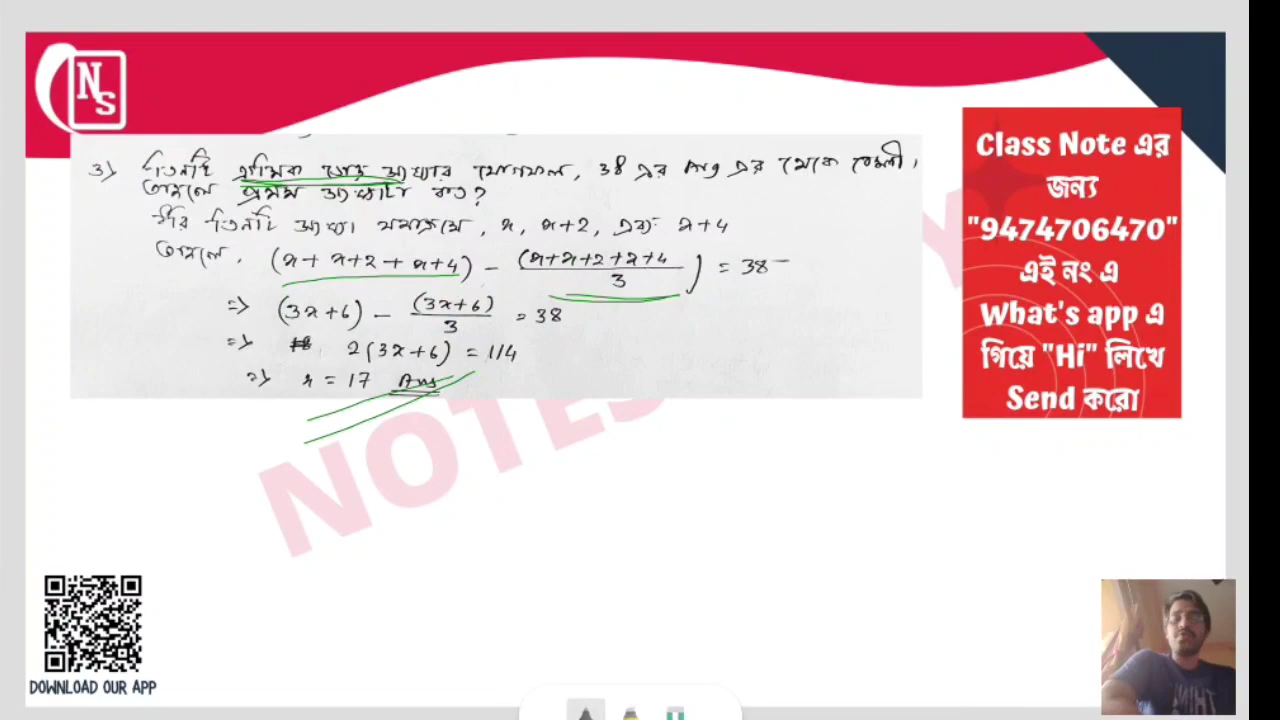 NS
3) তিনটি ক্রমিক জোড় সংখ্যার যোগফল, 38 এর গড় এর থেকে বেশী।
তাহলে প্রথম সংখ্যাটি কত?
ধরি তিনটি সংখ্যা যথাক্রমে, x, x+2, এবং x+4
তাহলে, (x+x+2+x+4) - (x+x+2+x+4)/3) = 38
=> (3x+6) - (3x+6)/3 = 38
=> 2(3x+6) = 114
=> x = 17 Ans
Class Note এর
জন্য
"9474706470"
এই নং এ
What's app এ
গিয়ে "Hi" লিখে
Send করো
NOTES
DOWNLOAD OUR APP